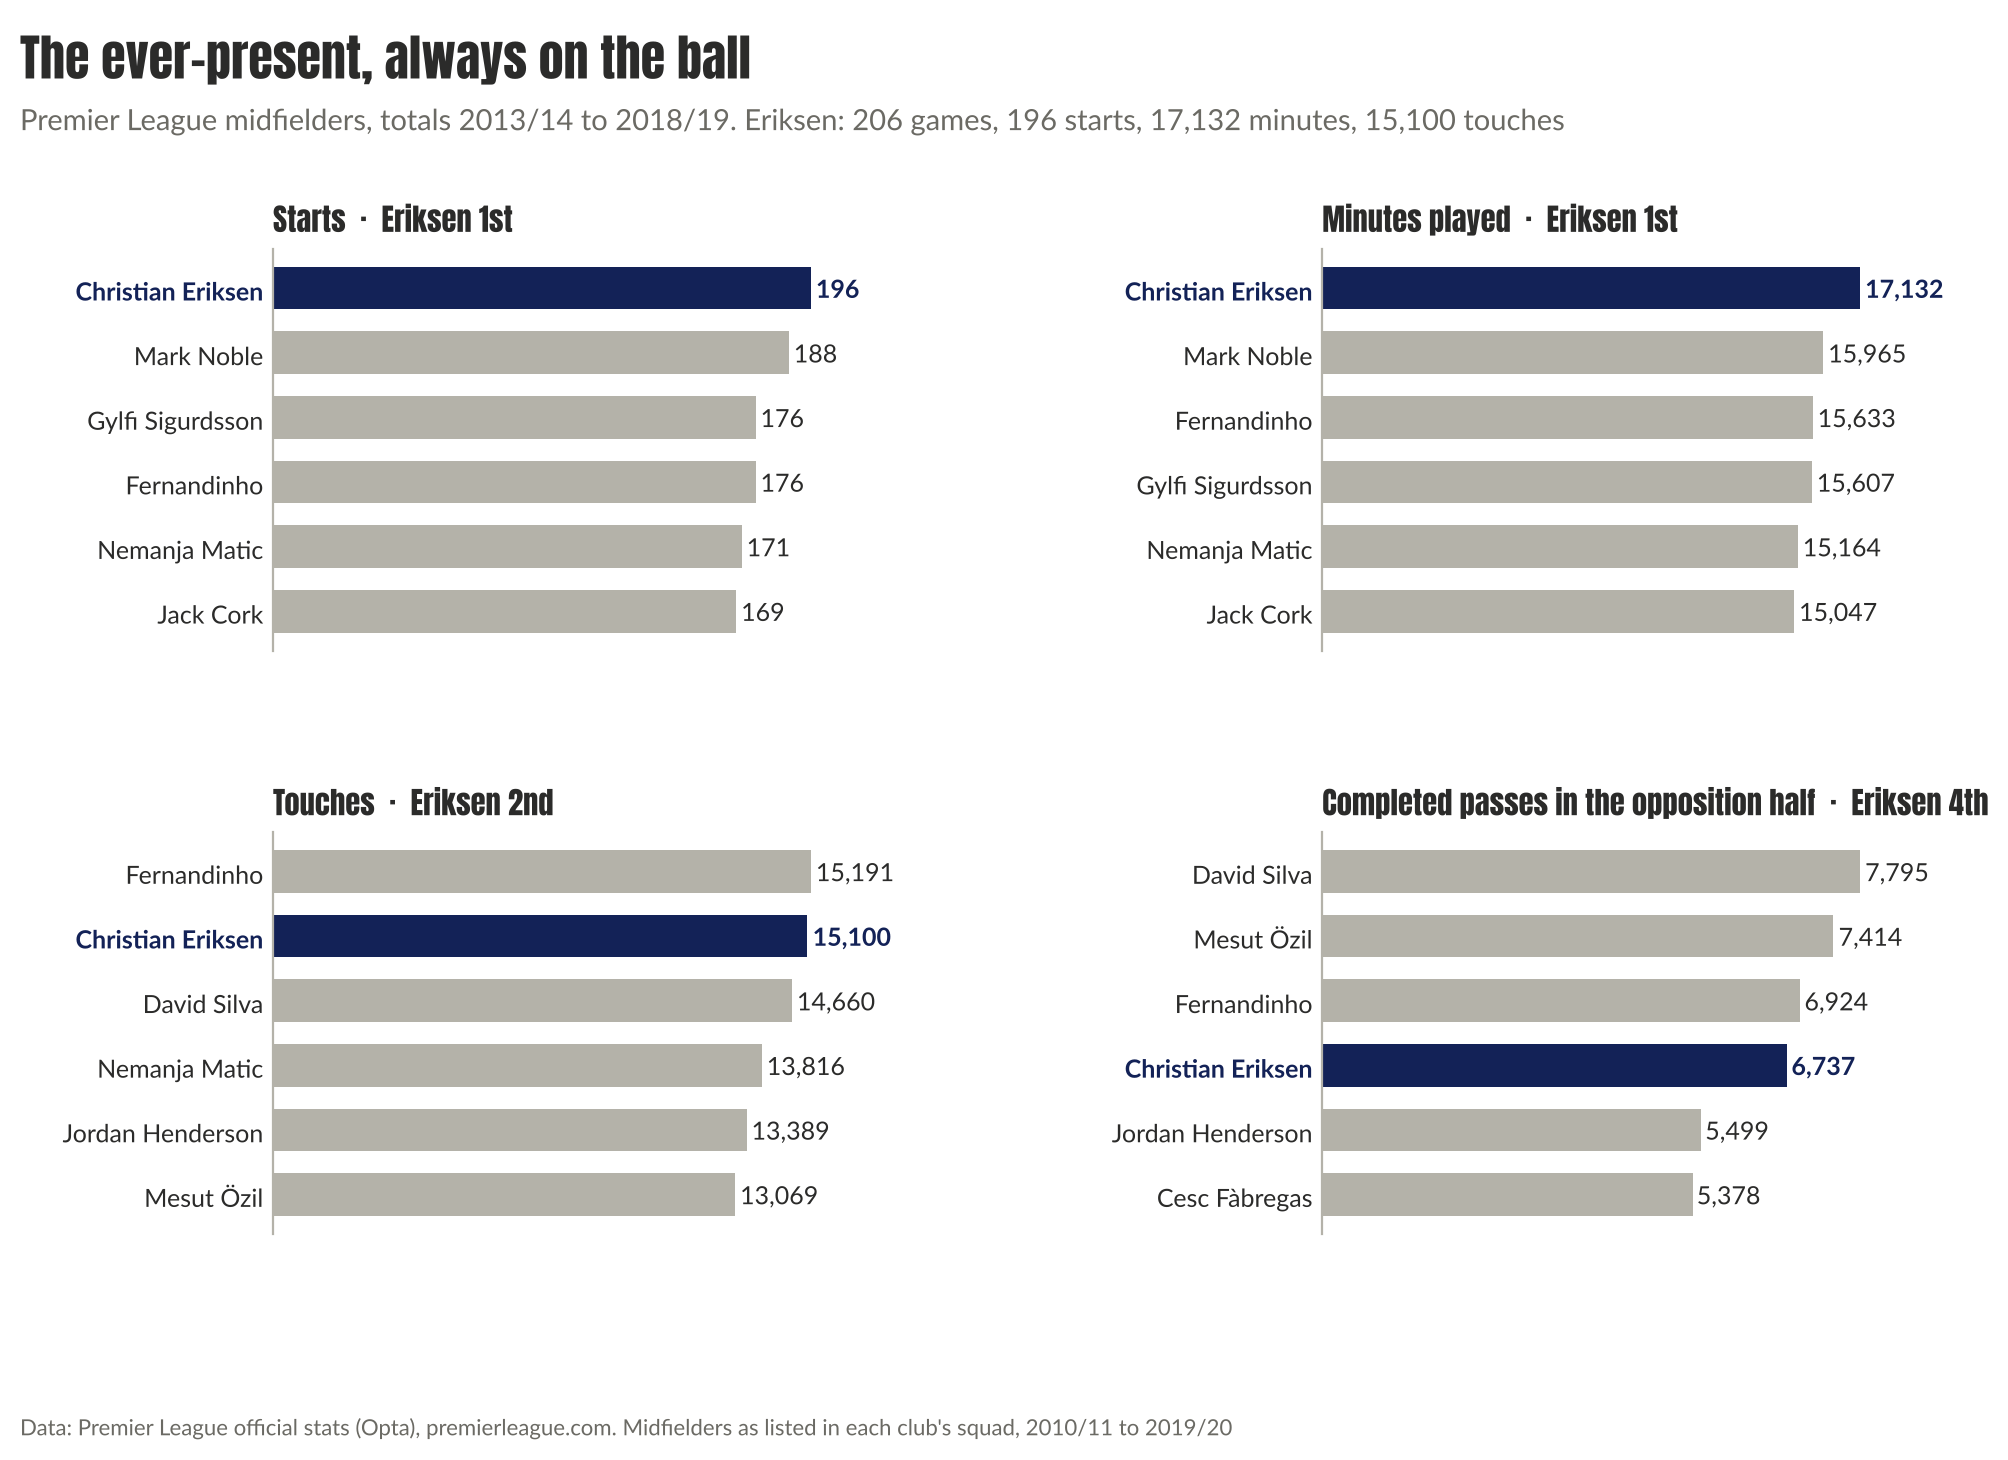 The ever-present, always on the ball
Premier League midfielders, totals 2013/14 to 2018/19. Eriksen: 206 games, 196 starts, 17,132 minutes, 15,100 touches
Starts · Eriksen 1st
Christian Eriksen 196
Mark Noble 188
Gylfi Sigurdsson 176
Fernandinho 176
Nemanja Matic 171
Jack Cork 169
Minutes played · Eriksen 1st
Christian Eriksen 17,132
Mark Noble 15,965
Fernandinho 15,633
Gylfi Sigurdsson 15,607
Nemanja Matic 15,164
Jack Cork 15,047
Touches · Eriksen 2nd
Fernandinho 15,191
Christian Eriksen 15,100
David Silva 14,660
Nemanja Matic 13,816
Jordan Henderson 13,389
Mesut Özil 13,069
Completed passes in the opposition half · Eriksen 4th
David Silva 7,795
Mesut Özil 7,414
Fernandinho 6,924
Christian Eriksen 6,737
Jordan Henderson 5,499
Cesc Fàbregas 5,378
Data: Premier League official stats (Opta), premierleague.com. Midfielders as listed in each club's squad, 2010/11 to 2019/20